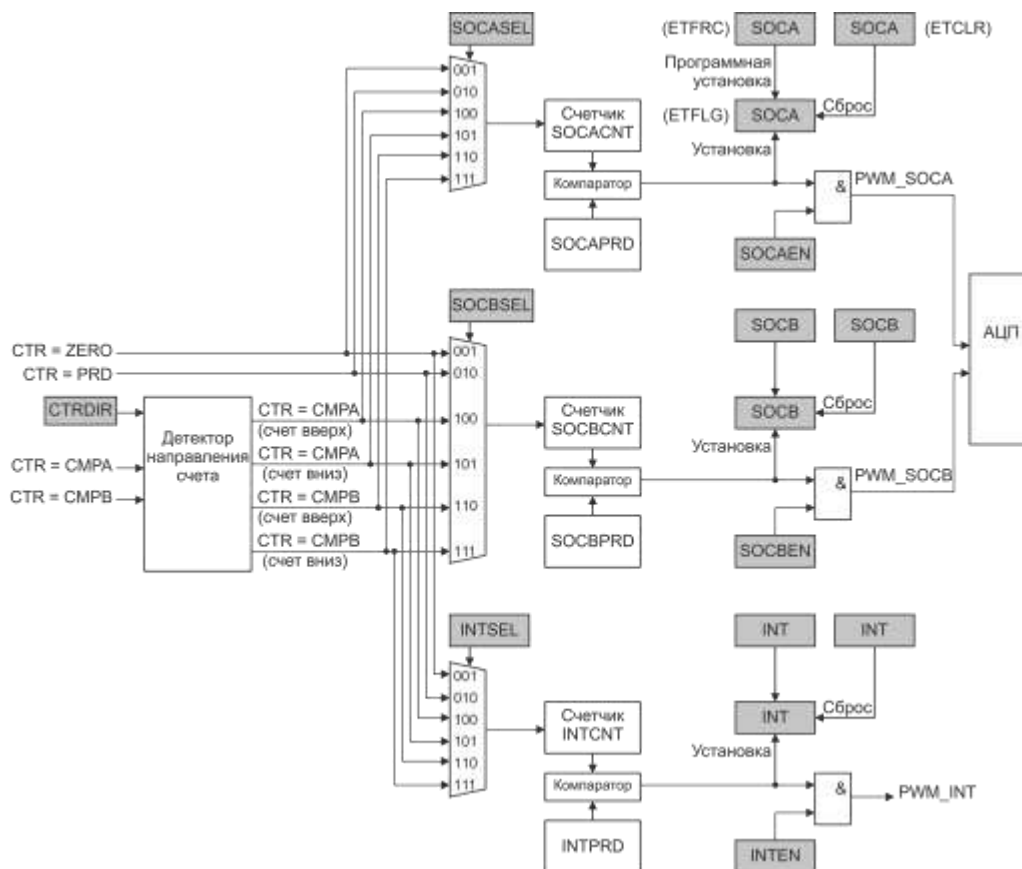 SOCASEL
(ETFRC)
SOCA
SOCA
(ETCLR)
001
010
100
101
110
111
Программная
установка
Счетчик
SOCACNT
(ETFLG)
SOCA
Сброс
Установка
Компаратор
&
PWM_SOCA
SOCAPRD
SOCAEN
SOCBSEL
SOCB
SOCB
АЦП
CTR = ZERO
CTR = PRD
CTRDIR
CTR = CMPA
CTR = CMPB
Детектор
направления
счета
CTR = CMPA
(счет вверх)
CTR = CMPA
(счет вниз)
CTR = CMPB
(счет вверх)
CTR = CMPB
(счет вниз)
001
010
100
101
110
111
Счетчик
SOCBCNT
SOCB
Сброс
Установка
Компаратор
&
PWM_SOCB
SOCBPRD
SOCBEN
INTSEL
INT
INT
001
010
100
101
110
111
Счетчик
INTCNT
INT
Сброс
Установка
Компаратор
&
PWM_INT
INTPRD
INTEN